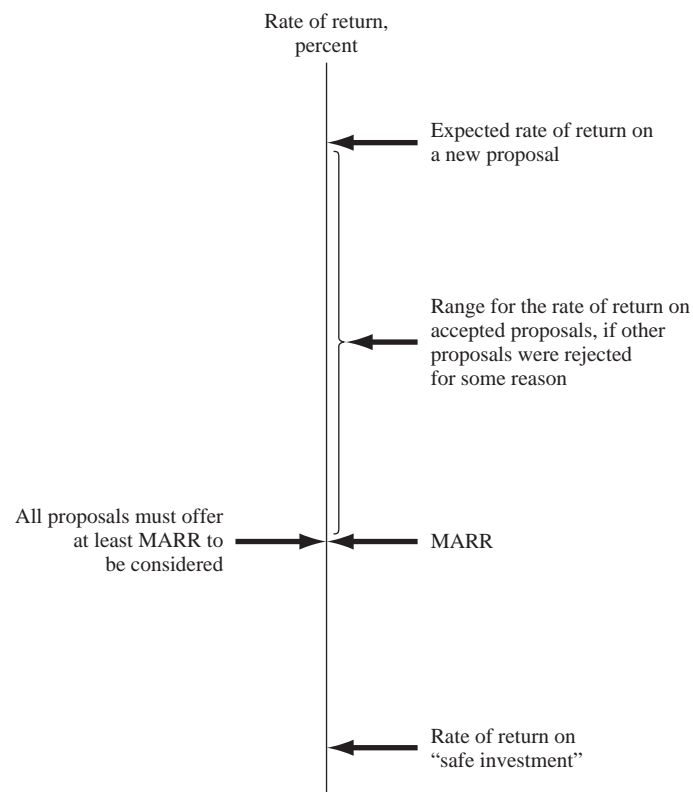 Rate of return,
percent
Expected rate of return on
a new proposal
Range for the rate of return on
accepted proposals, if other
proposals were rejected
for some reason
All proposals must offer
at least MARR to
be considered
MARR
Rate of return on
“safe investment”